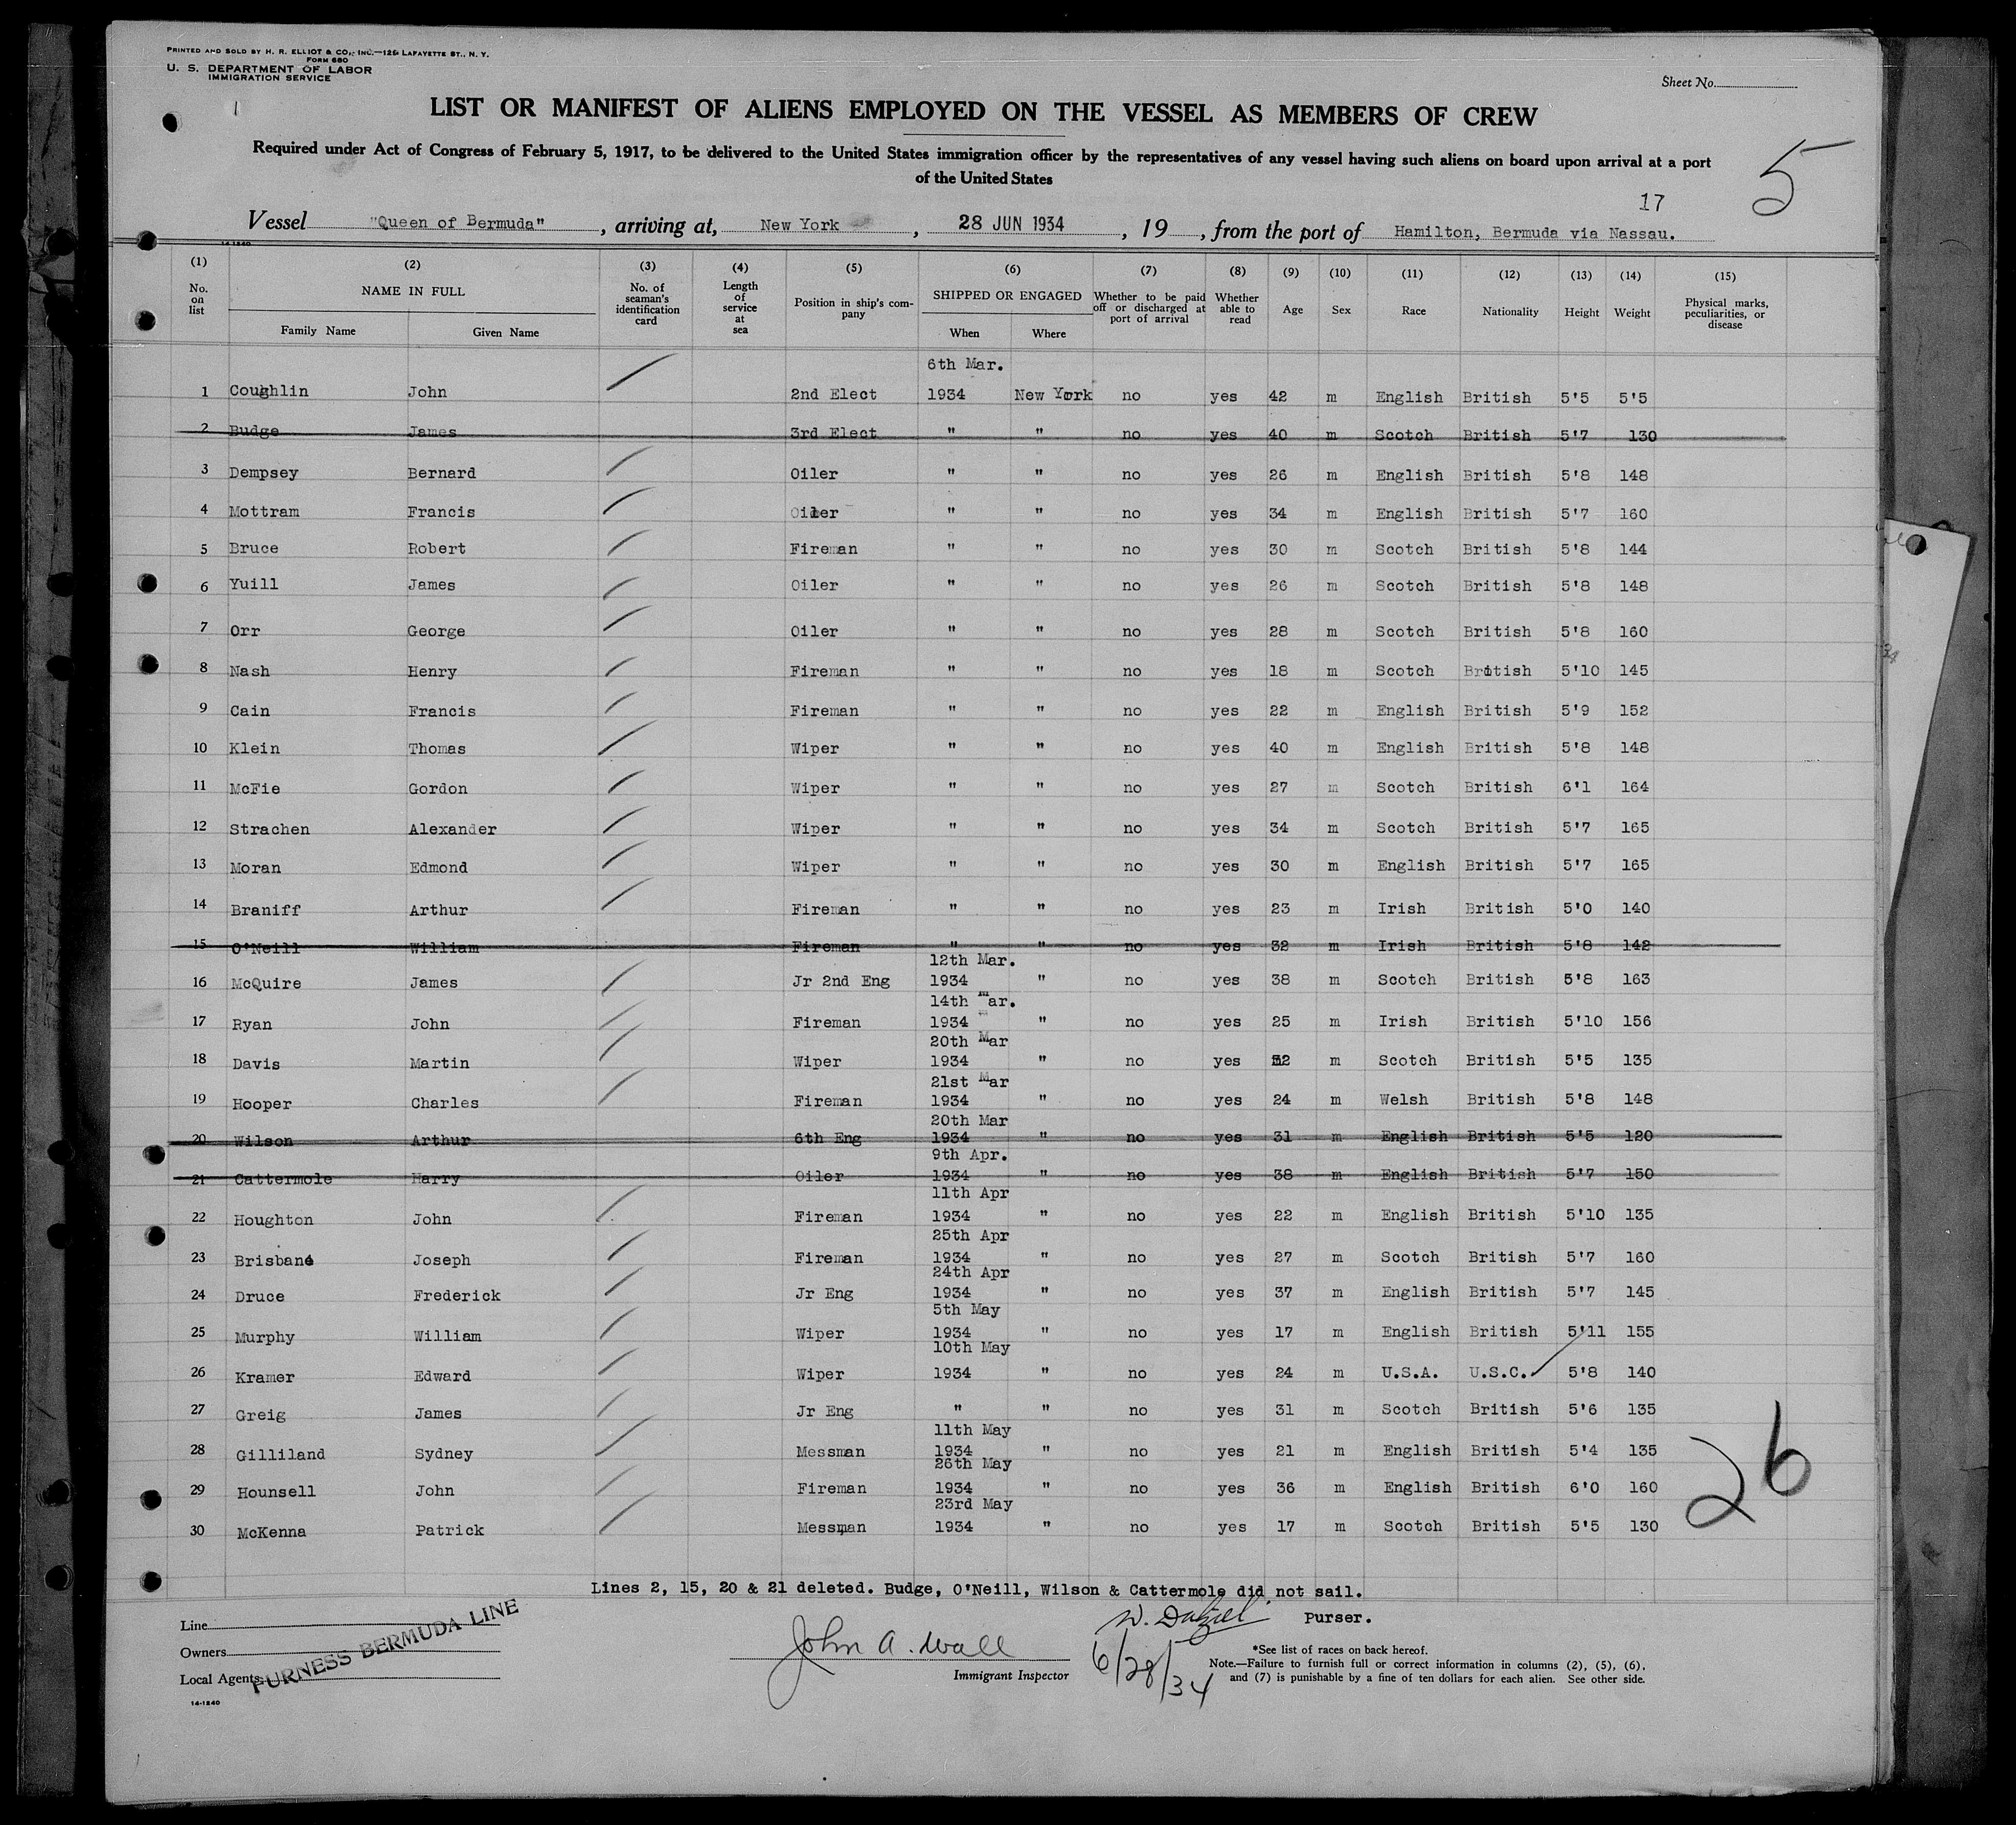 PRINTED AND SOLD BY H. R. ELLIOT & CO., INC.—125 LAFAYETTE ST., N. Y.
FORM 680
U. S. DEPARTMENT OF LABOR
IMMIGRATION SERVICE
Sheet No.
LIST OR MANIFEST OF ALIENS EMPLOYED ON THE VESSEL AS MEMBERS OF CREW
Required under Act of Congress of February 5, 1917, to be delivered to the United States immigration officer by the representatives of any vessel having such aliens on board upon arrival at a port
of the United States
5
17
Vessel "Queen of Bermuda", arriving at, New York, 28 JUN 1934, 19, from the port of Hamilton, Bermuda via Nassau.
14-1240
(1) No. on list (2) NAME IN FULL Family Name Given Name (3) No. of seaman's identification card (4) Length of service at sea (5) Position in ship's company (6) SHIPPED OR ENGAGED When Where (7) Whether to be paid off or discharged at port of arrival (8) Whether able to read (9) Age (10) Sex (11) Race (12) Nationality (13) Height (14) Weight (15) Physical marks, peculiarities, or disease
6th Mar.
1 Coughlin John 2nd Elect 1934 New York no yes 42 m English British 5'5 5'5
2 Budge James 3rd Elect " " no yes 40 m Scotch British 5'7 130
3 Dempsey Bernard Oiler " " no yes 26 m English British 5'8 148
4 Mottram Francis Oiler " " no yes 34 m English British 5'7 160
5 Bruce Robert Fireman " " no yes 30 m Scotch British 5'8 144
6 Yuill James Oiler " " no yes 26 m Scotch British 5'8 148
7 Orr George Oiler " " no yes 28 m Scotch British 5'8 160
8 Nash Henry Fireman " " no yes 18 m Scotch British 5'10 145
9 Cain Francis Fireman " " no yes 22 m English British 5'9 152
10 Klein Thomas Wiper " " no yes 40 m English British 5'8 148
11 McFie Gordon Wiper " " no yes 27 m Scotch British 6'1 164
12 Strachen Alexander Wiper " " no yes 34 m Scotch British 5'7 165
13 Moran Edmond Wiper " " no yes 30 m English British 5'7 165
14 Braniff Arthur Fireman " " no yes 23 m Irish British 5'0 140
15 O'Neill William Fireman " " no yes 32 m Irish British 5'8 142
12th Mar.
16 McQuire James Jr 2nd Eng 1934 " no yes 38 m Scotch British 5'8 163
14th mar.
17 Ryan John Fireman 1934 " no yes 25 m Irish British 5'10 156
20th Mar
18 Davis Martin Wiper 1934 " no yes m Scotch British 5'5 135
21st Mar
19 Hooper Charles Fireman 1934 " no yes 24 m Welsh British 5'8 148
20th Mar
20 Wilson Arthur 6th Eng 1934 " no yes 31 m English British 5'5 120
9th Apr.
21 Cattermole Harry Oiler 1934 " no yes 38 m English British 5'7 150
11th Apr
22 Houghton John Fireman 1934 " no yes 22 m English British 5'10 135
25th Apr
23 Brisbane Joseph Fireman 1934 " no yes 27 m Scotch British 5'7 160
24th Apr
24 Druce Frederick Jr Eng 1934 " no yes 37 m English British 5'7 145
5th May
25 Murphy William Wiper 1934 " no yes 17 m English British 5'11 155
10th May
26 Kramer Edward Wiper 1934 " no yes 24 m U.S.A. U.S.C. 5'8 140
27 Greig James Jr Eng " " no yes 31 m Scotch British 5'6 135
11th May
28 Gilliland Sydney Messman 1934 " no yes 21 m English British 5'4 135
26th May
29 Hounsell John Fireman 1934 " no yes 36 m English British 6'0 160
23rd May
30 McKenna Patrick Messman 1934 " no yes 17 m Scotch British 5'5 130
26
Lines 2, 15, 20 & 21 deleted. Budge, O'Neill, Wilson & Cattermole did not sail.
Line
Owners
Local Agents
FURNESS BERMUDA LINE
14-1240
John A. Wall
Immigrant Inspector
6/28/34
W. Purser.
*See list of races on back hereof.
Note.—Failure to furnish full or correct information in columns (2), (5), (6),
and (7) is punishable by a fine of ten dollars for each alien. See other side.